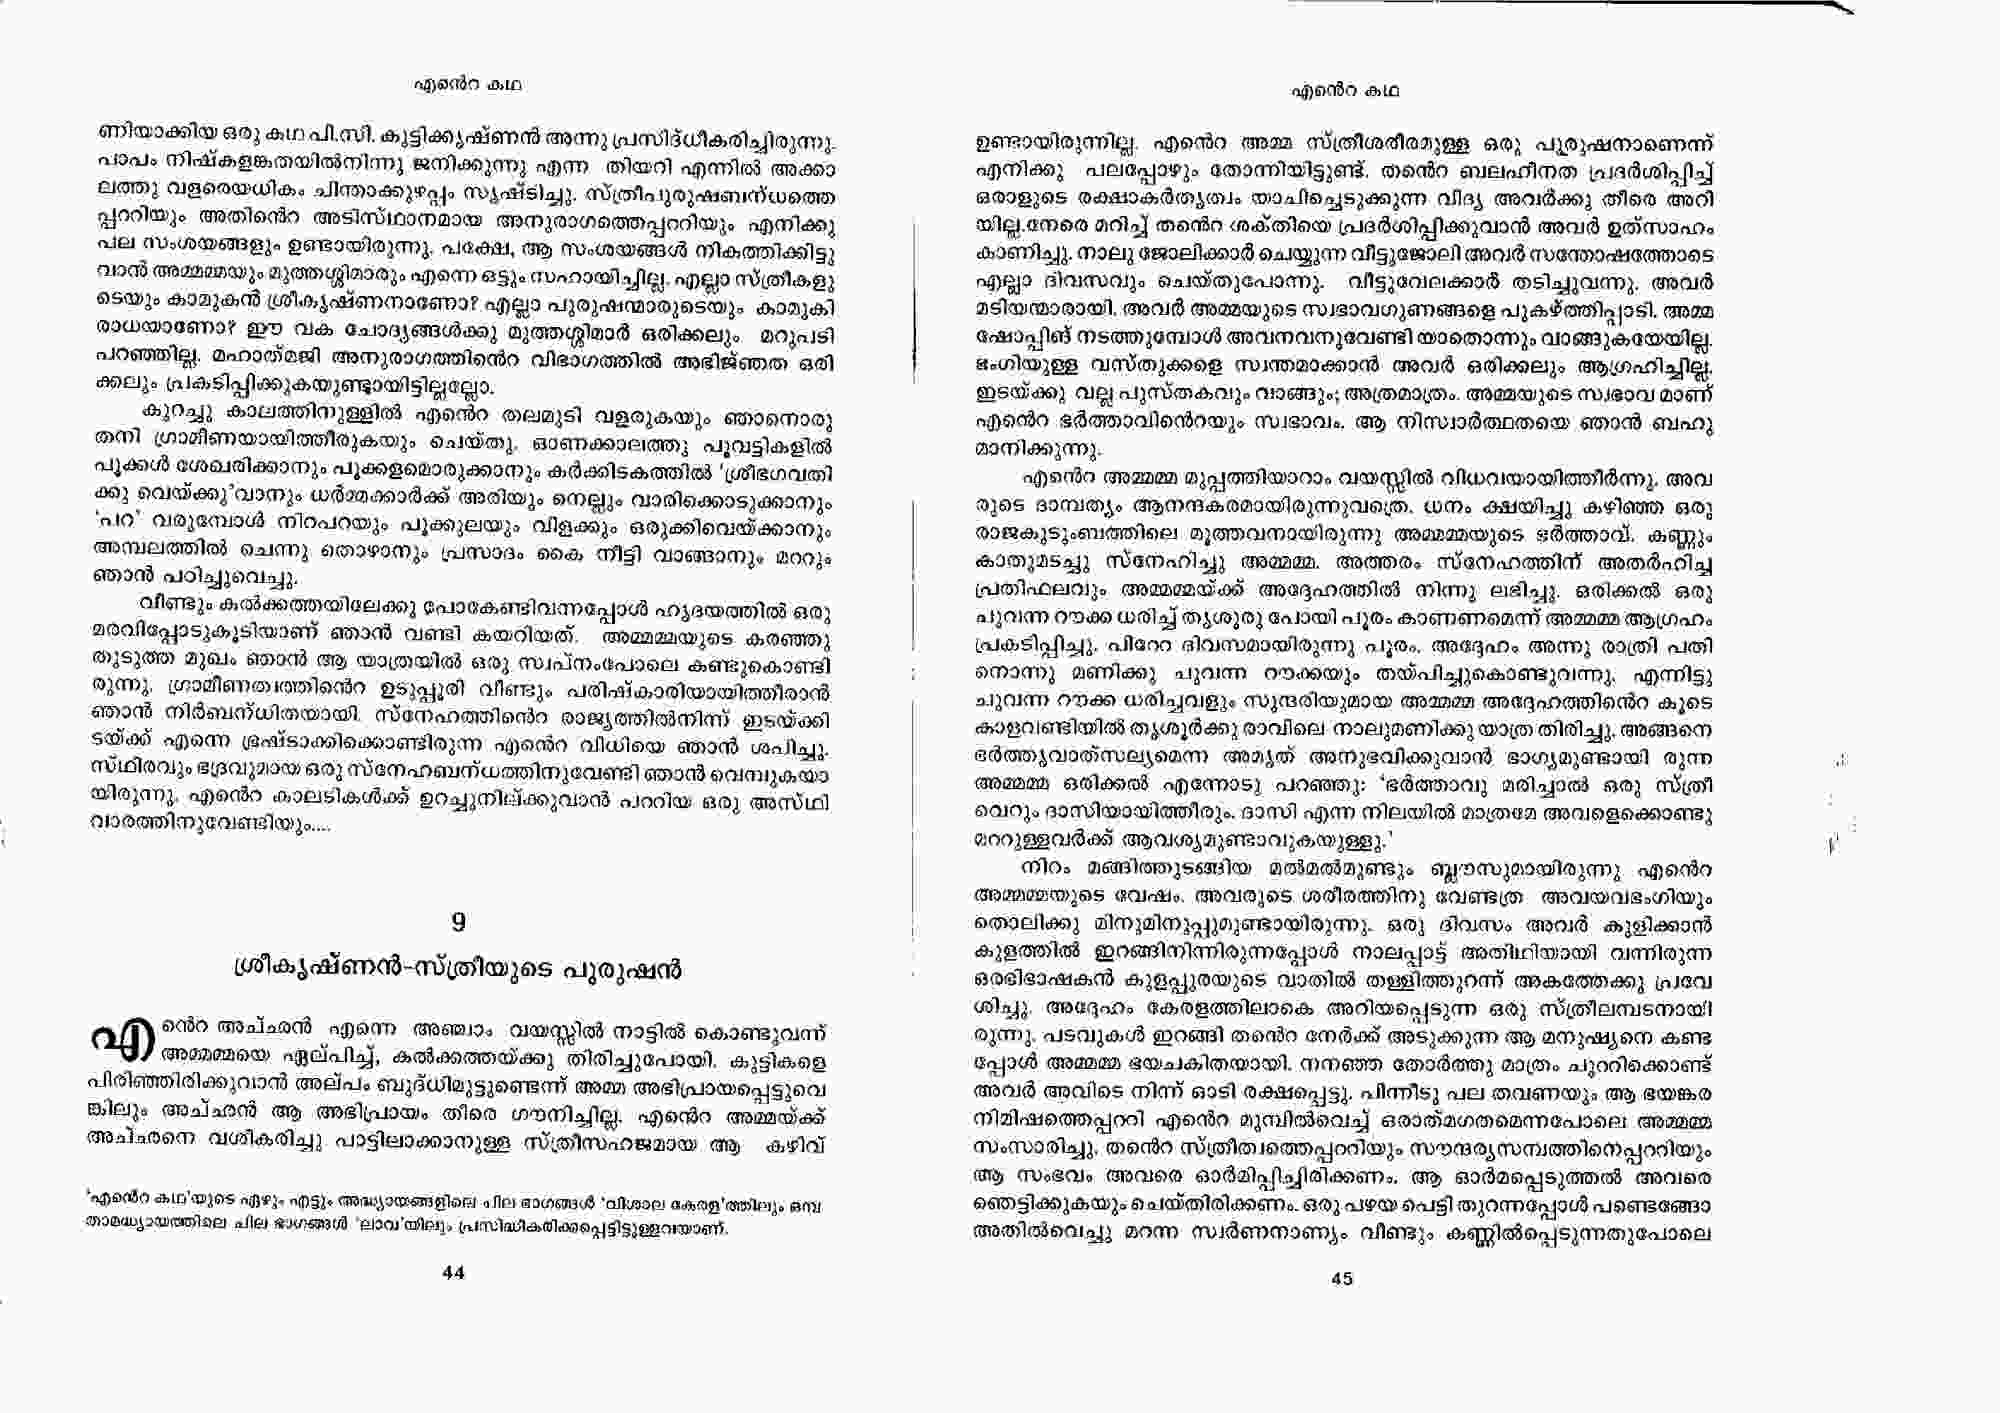 എന്റെ കഥ
ണിയാക്കിയ ഒരു കഥ പി.സി. കുട്ടിക്കൃഷ്ണൻ അന്നു പ്രസിദ്ധീകരിച്ചിരുന്നു.
പാപം നിഷ്കളങ്കതയിൽനിന്നു ജനിക്കുന്നു എന്ന തിയറി എന്നിൽ അക്കാ
ലത്തു വളരെയധികം ചിന്താക്കുഴപ്പം സൃഷ്ടിച്ചു. സ്ത്രീപുരുഷബന്ധത്തെ
പ്പററിയും അതിന്റെ അടിസ്ഥാനമായ അനുരാഗത്തെപ്പററിയും എനിക്കു
പല സംശയങ്ങളും ഉണ്ടായിരുന്നു. പക്ഷേ, ആ സംശയങ്ങൾ നികത്തിക്കിട്ടു
വാൻ അമ്മമ്മയും മുത്തശ്ശിമാരും എന്നെ ഒട്ടും സഹായിച്ചില്ല. എല്ലാ സ്ത്രീകളു
ടെയും കാമുകൻ ശ്രീകൃഷ്ണനാണോ? എല്ലാ പുരുഷന്മാരുടെയും കാമുകി
രാധയാണോ? ഈ വക ചോദ്യങ്ങൾക്കു മുത്തശ്ശിമാർ ഒരിക്കലും മറുപടി
പറഞ്ഞില്ല. മഹാത്മജി അനുരാഗത്തിന്റെ വിഭാഗത്തിൽ അഭിജ്ഞത ഒരി
ക്കലും പ്രകടിപ്പിക്കുകയുണ്ടായിട്ടില്ലല്ലോ.
കുറച്ചു കാലത്തിനുള്ളിൽ എന്റെ തലമുടി വളരുകയും ഞാനൊരു
തനി ഗ്രാമീണയായിത്തീരുകയും ചെയ്തു. ഓണക്കാലത്തു പൂവട്ടികളിൽ
പൂക്കൾ ശേഖരിക്കാനും പൂക്കളമൊരുക്കാനും കർക്കിടകത്തിൽ 'ശ്രീഭഗവതി
ക്കു വെയ്ക്കു'വാനും ധർമ്മക്കാർക്ക് അരിയും നെല്ലും വാരിക്കൊടുക്കാനും
'പറ' വരുമ്പോൾ നിറപറയും പൂക്കുലയും വിളക്കും ഒരുക്കിവെയ്ക്കാനും
അമ്പലത്തിൽ ചെന്നു തൊഴാനും പ്രസാദം കൈ നീട്ടി വാങ്ങാനും മററും
ഞാൻ പഠിച്ചുവെച്ചു.
വീണ്ടും കൽക്കത്തയിലേക്കു പോകേണ്ടിവന്നപ്പോൾ ഹൃദയത്തിൽ ഒരു
മരവിപ്പോടുകൂടിയാണ് ഞാൻ വണ്ടി കയറിയത്. അമ്മമ്മയുടെ കരഞ്ഞു
തുടുത്ത മുഖം ഞാൻ ആ യാത്രയിൽ ഒരു സ്വപ്നംപോലെ കണ്ടുകൊണ്ടി
രുന്നു. ഗ്രാമീണത്വത്തിന്റെ ഉടുപ്പൂരി വീണ്ടും പരിഷ്കാരിയായിത്തീരാൻ
ഞാൻ നിർബന്ധിതയായി. സ്നേഹത്തിന്റെ രാജ്യത്തിൽനിന്ന് ഇടയ്ക്കി
ടയ്ക്ക് എന്നെ ഭ്രഷ്ടാക്കിക്കൊണ്ടിരുന്ന എന്റെ വിധിയെ ഞാൻ ശപിച്ചു.
സ്ഥിരവും ഭദ്രവുമായ ഒരു സ്നേഹബന്ധത്തിനുവേണ്ടി ഞാൻ വെമ്പുകയാ
യിരുന്നു. എന്റെ കാലടികൾക്ക് ഉറച്ചുനില്ക്കുവാൻ പററിയ ഒരു അസ്ഥി
വാരത്തിനുവേണ്ടിയും....
9
ശ്രീകൃഷ്ണൻ-സ്ത്രീയുടെ പുരുഷൻ
എന്റെ അച്ഛൻ എന്നെ അഞ്ചാം വയസ്സിൽ നാട്ടിൽ കൊണ്ടുവന്ന്
അമ്മമ്മയെ ഏല്പിച്ച്, കൽക്കത്തയ്ക്കു തിരിച്ചുപോയി. കുട്ടികളെ
പിരിഞ്ഞിരിക്കുവാൻ അല്പം ബുദ്ധിമുട്ടുണ്ടെന്ന് അമ്മ അഭിപ്രായപ്പെട്ടുവെ
ങ്കിലും അച്ഛൻ ആ അഭിപ്രായം തീരെ ഗൗനിച്ചില്ല. എന്റെ അമ്മയ്ക്ക്
അച്ഛനെ വശീകരിച്ചു പാട്ടിലാക്കാനുള്ള സ്ത്രീസഹജമായ ആ കഴിവ്
'എന്റെ കഥ'യുടെ ഏഴും എട്ടും അദ്ധ്യായങ്ങളിലെ ചില ഭാഗങ്ങൾ 'വിശാല കേരള'ത്തിലും ഒമ്പ
താമദ്ധ്യായത്തിലെ ചില ഭാഗങ്ങൾ 'ലാവ'യിലും പ്രസിദ്ധീകരിക്കപ്പെട്ടിട്ടുള്ളവയാണ്.
44
എന്റെ കഥ
ഉണ്ടായിരുന്നില്ല. എന്റെ അമ്മ സ്ത്രീശരീരമുള്ള ഒരു പുരുഷനാണെന്ന്
എനിക്കു പലപ്പോഴും തോന്നിയിട്ടുണ്ട്. തന്റെ ബലഹീനത പ്രദർശിപ്പിച്ച്
ഒരാളുടെ രക്ഷാകർതൃത്വം യാചിച്ചെടുക്കുന്ന വിദ്യ അവർക്കു തീരെ അറി
യില്ല.നേരെ മറിച്ച് തന്റെ ശക്തിയെ പ്രദർശിപ്പിക്കുവാൻ അവർ ഉത്സാഹം
കാണിച്ചു. നാലു ജോലിക്കാർ ചെയ്യുന്ന വീട്ടുജോലി അവർ സന്തോഷത്തോടെ
എല്ലാ ദിവസവും ചെയ്തുപോന്നു. വീട്ടുവേലക്കാർ തടിച്ചുവന്നു. അവർ
മടിയന്മാരായി. അവർ അമ്മയുടെ സ്വഭാവഗുണങ്ങളെ പുകഴ്ത്തിപ്പാടി. അമ്മ
ഷോപ്പിങ് നടത്തുമ്പോൾ അവനവനുവേണ്ടി യാതൊന്നും വാങ്ങുകയേയില്ല.
ഭംഗിയുള്ള വസ്തുക്കളെ സ്വന്തമാക്കാൻ അവർ ഒരിക്കലും ആഗ്രഹിച്ചില്ല.
ഇടയ്ക്കു വല്ല പുസ്തകവും വാങ്ങും; അത്രമാത്രം. അമ്മയുടെ സ്വഭാവ മാണ്
എന്റെ ഭർത്താവിന്റെയും സ്വഭാവം. ആ നിസ്വാർത്ഥതയെ ഞാൻ ബഹു
മാനിക്കുന്നു.
എന്റെ അമ്മമ്മ മുപ്പത്തിയാറാം വയസ്സിൽ വിധവയായിത്തീർന്നു. അവ
രുടെ ദാമ്പത്യം ആനന്ദകരമായിരുന്നുവത്രെ. ധനം ക്ഷയിച്ചു കഴിഞ്ഞ ഒരു
രാജകുടുംബത്തിലെ മൂത്തവനായിരുന്നു അമ്മമ്മയുടെ ഭർത്താവ്. കണ്ണും
കാതുമടച്ചു സ്നേഹിച്ചു അമ്മമ്മ. അത്തരം സ്നേഹത്തിന് അതർഹിച്ച
പ്രതിഫലവും അമ്മമ്മയ്ക്ക് അദ്ദേഹത്തിൽ നിന്നു ലഭിച്ചു. ഒരിക്കൽ ഒരു
ചുവന്ന റൗക്ക ധരിച്ച് തൃശൂരു പോയി പൂരം കാണണമെന്ന് അമ്മമ്മ ആഗ്രഹം
പ്രകടിപ്പിച്ചു. പിറേറ ദിവസമായിരുന്നു പൂരം. അദ്ദേഹം അന്നു രാത്രി പതി
നൊന്നു മണിക്കു ചുവന്ന റൗക്കയും തയ്പിച്ചുകൊണ്ടുവന്നു. എന്നിട്ടു
ചുവന്ന റൗക്ക ധരിച്ചവളും സുന്ദരിയുമായ അമ്മമ്മ അദ്ദേഹത്തിന്റെ കൂടെ
കാളവണ്ടിയിൽ തൃശൂർക്കു രാവിലെ നാലുമണിക്കു യാത്ര തിരിച്ചു. അങ്ങനെ
ഭർത്തൃവാത്സല്യമെന്ന അമൃത് അനുഭവിക്കുവാൻ ഭാഗ്യമുണ്ടായി രുന്ന
അമ്മമ്മ ഒരിക്കൽ എന്നോടു പറഞ്ഞു: 'ഭർത്താവു മരിച്ചാൽ ഒരു സ്ത്രീ
വെറും ദാസിയായിത്തീരും. ദാസി എന്ന നിലയിൽ മാത്രമേ അവളെക്കൊണ്ടു
മററുള്ളവർക്ക് ആവശ്യമുണ്ടാവുകയുള്ളു.'
നിറം മങ്ങിത്തുടങ്ങിയ മൽമൽമുണ്ടും ബ്ലൗസുമായിരുന്നു എന്റെ
അമ്മമ്മയുടെ വേഷം. അവരുടെ ശരീരത്തിനു വേണ്ടത്ര അവയവഭംഗിയും
തൊലിക്കു മിനുമിനുപ്പുമുണ്ടായിരുന്നു. ഒരു ദിവസം അവർ കുളിക്കാൻ
കുളത്തിൽ ഇറങ്ങിനിന്നിരുന്നപ്പോൾ നാലപ്പാട്ട് അതിഥിയായി വന്നിരുന്ന
ഒരഭിഭാഷകൻ കുളപ്പുരയുടെ വാതിൽ തള്ളിത്തുറന്ന് അകത്തേക്കു പ്രവേ
ശിച്ചു. അദ്ദേഹം കേരളത്തിലാകെ അറിയപ്പെടുന്ന ഒരു സ്ത്രീലമ്പടനായി
രുന്നു. പടവുകൾ ഇറങ്ങി തന്റെ നേർക്ക് അടുക്കുന്ന ആ മനുഷ്യനെ കണ്ട
പ്പോൾ അമ്മമ്മ ഭയചകിതയായി. നനഞ്ഞ തോർത്തു മാത്രം ചുററിക്കൊണ്ട്
അവർ അവിടെ നിന്ന് ഓടി രക്ഷപ്പെട്ടു. പിന്നീടു പല തവണയും ആ ഭയങ്കര
നിമിഷത്തെപ്പററി എന്റെ മുമ്പിൽവെച്ച് ഒരാത്മഗതമെന്നപോലെ അമ്മമ്മ
സംസാരിച്ചു. തന്റെ സ്ത്രീത്വത്തെപ്പററിയും സൗന്ദര്യസമ്പത്തിനെപ്പററിയും
ആ സംഭവം അവരെ ഓർമിപ്പിച്ചിരിക്കണം. ആ ഓർമപ്പെടുത്തൽ അവരെ
ഞെട്ടിക്കുകയും ചെയ്തിരിക്കണം. ഒരു പഴയ പെട്ടി തുറന്നപ്പോൾ പണ്ടെങ്ങോ
അതിൽവെച്ചു മറന്ന സ്വർണനാണ്യം വീണ്ടും കണ്ണിൽപ്പെടുന്നതുപോലെ
45